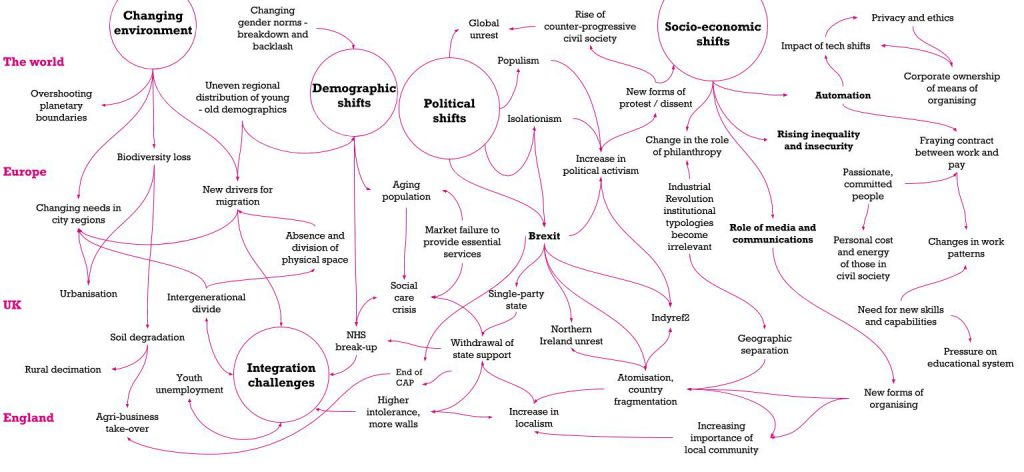 Changing
environment
Changing
gender norms -
breakdown and
backlash
Global
unrest
Rise of
counter-progressive
civil society
Socio-economic
shifts
Privacy and ethics
Impact of tech shifts
The world
Populism
Overshooting
planetary
boundaries
Uneven regional
distribution of young
- old demographics
Demographic
shifts
Political
shifts
New forms of
protest / dissent
Automation
Corporate ownership
of means of
organising
Isolationism
Change in the role
of philanthropy
Rising inequality
and insecurity
Fraying contract
between work and
pay
Biodiversity loss
Increase in
political activism
Europe
New drivers for
migration
Aging
population
Industrial
Revolution
institutional
typologies
become
irrelevant
Passionate,
committed
people
Changing needs in
city regions
Absence and
division of
physical space
Market failure to
provide essential
services
Brexit
Role of media and
communications
Personal cost
and energy
of those in
civil society
Changes in work
patterns
Urbanisation
Intergenerational
divide
Social
care
crisis
Single-party
state
UK
Indyref2
Need for new skills
and capabilities
Soil degradation
NHS
break-up
Withdrawal of
state support
Northern
Ireland unrest
Geographic
separation
Pressure on
educational system
Rural decimation
Youth
unemployment
Integration
challenges
End of
CAP
Atomisation,
country
fragmentation
New forms of
organising
England
Agri-business
take-over
Higher
intolerance,
more walls
Increase in
localism
Increasing
importance of
local community